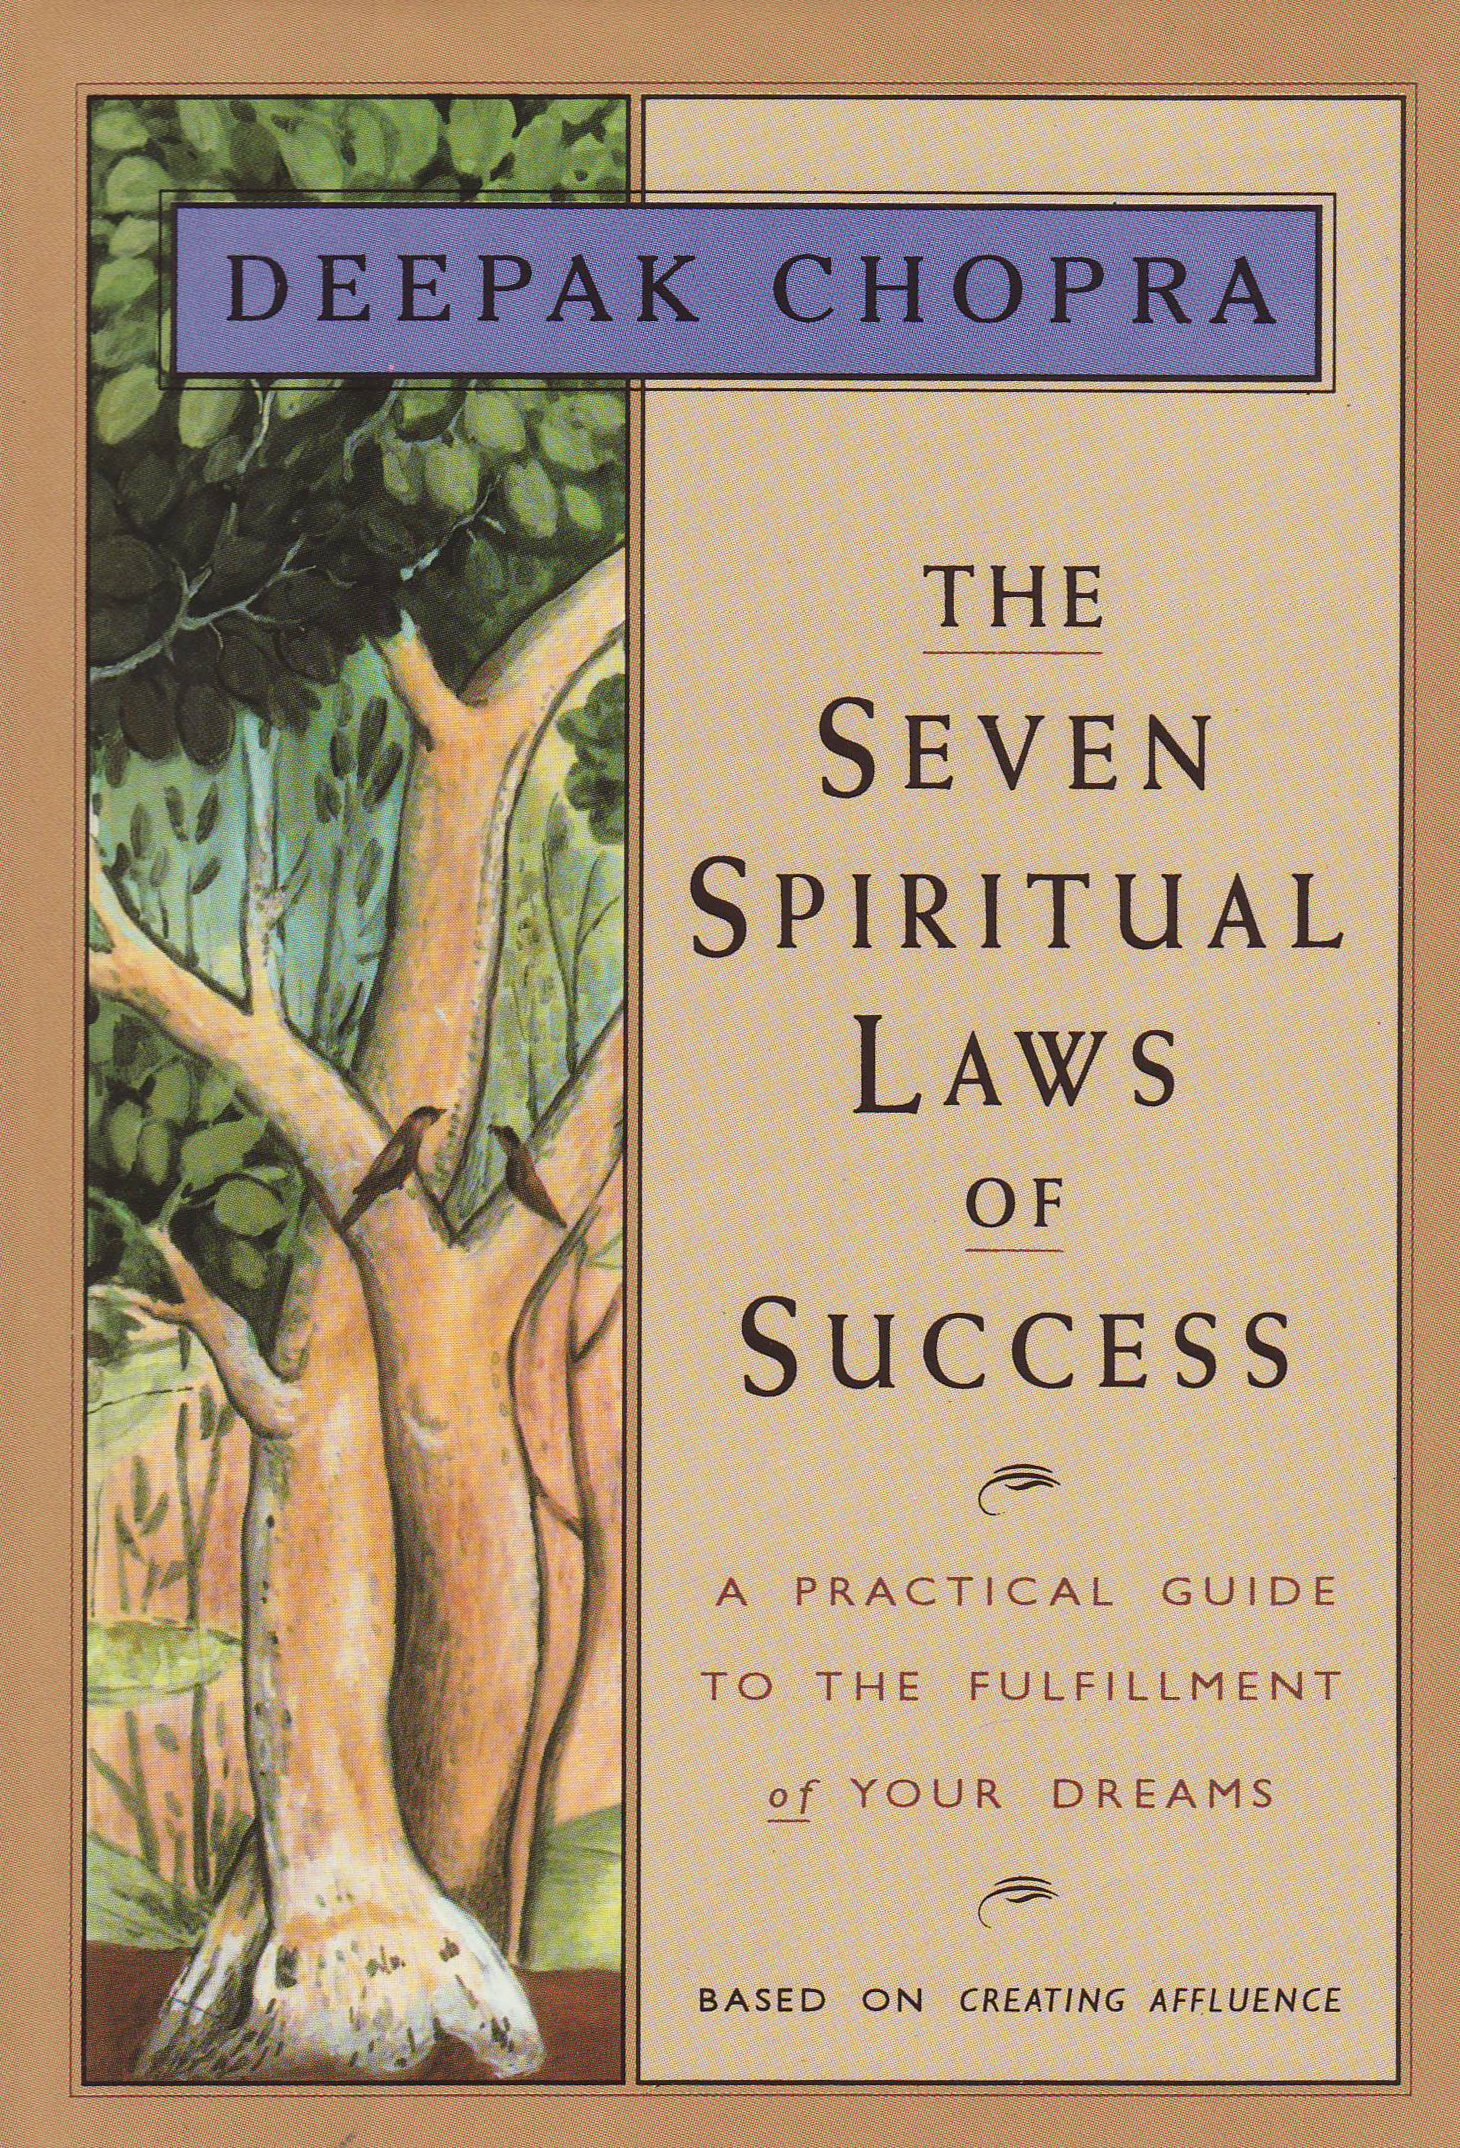 DEEPAK CHOPRA
THE
SEVEN
SPIRITUAL
LAWS
OF
SUCCESS
A PRACTICAL GUIDE
TO THE FULFILLMENT
of YOUR DREAMS
BASED ON CREATING AFFLUENCE